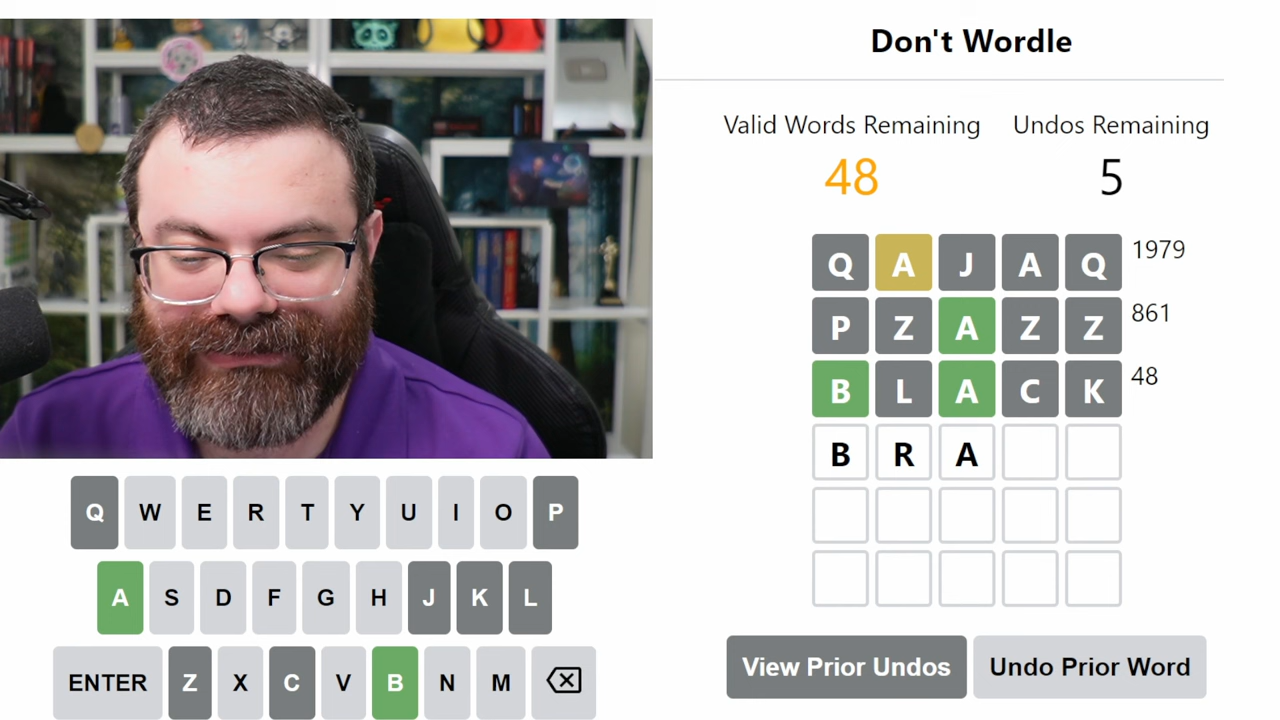 Don't Wordle
Valid Words Remaining
48
Undos Remaining
5
Q A J A Q 1979
P Z A Z Z 861
B L A C K 48
B R A
View Prior Undos
Undo Prior Word
Q W E R T Y U I O P
A S D F G H J K L
ENTER Z X C V B N M